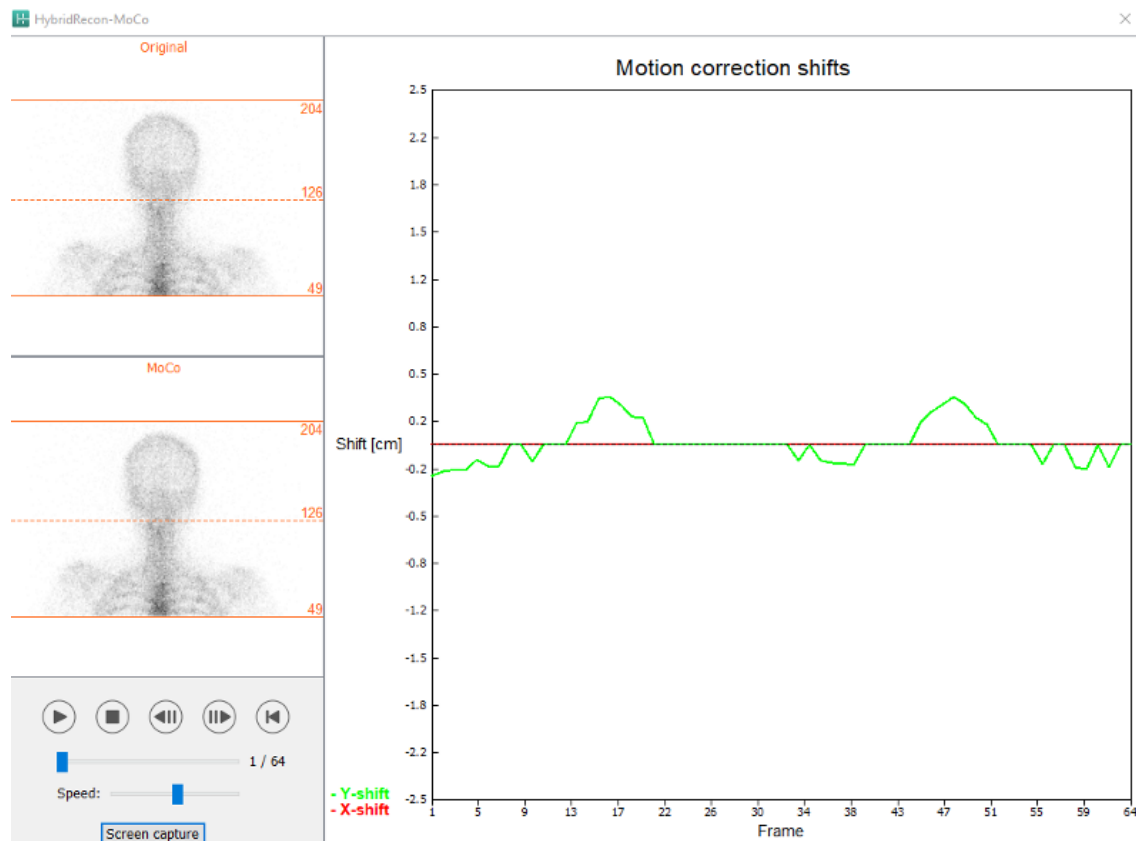 HybridRecon-MoCo
Original
204
126
49
MoCo
204
126
49
1 / 64
Speed:
Screen capture
Motion correction shifts
2.5
2.2
1.8
1.5
1.2
0.8
0.5
0.2
Shift [cm]
-0.2
-0.5
-0.8
-1.2
-1.5
-1.8
-2.2
-2.5
- Y-shift
- X-shift
1 5 9 13 17 21 26 30 34 38 43 47 51 55 59 64
Frame